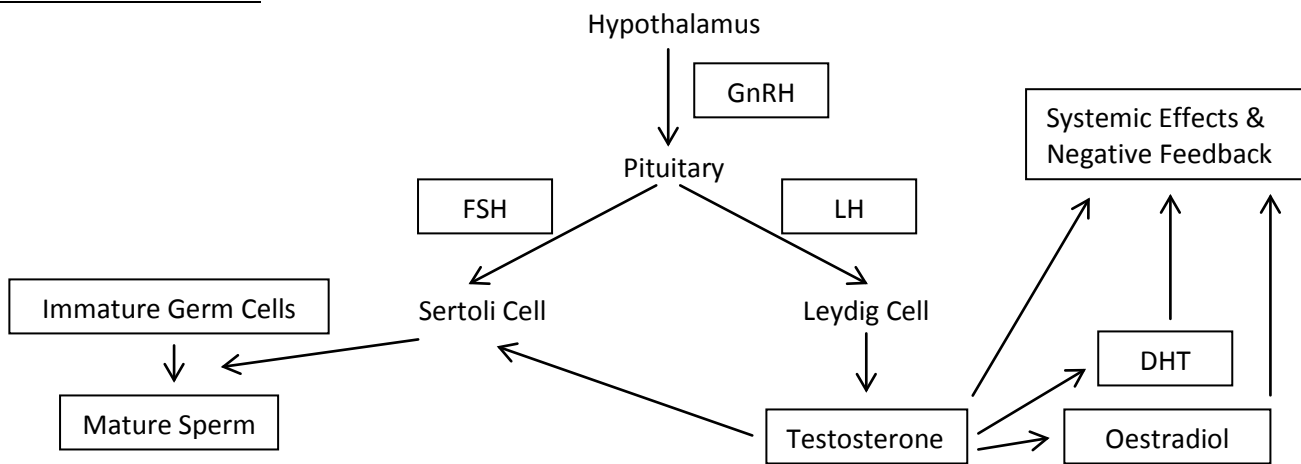 Hypothalamus
GnRH
Systemic Effects &
Negative Feedback
Pituitary
FSH
LH
Immature Germ Cells
Sertoli Cell
Leydig Cell
DHT
Mature Sperm
Testosterone
Oestradiol